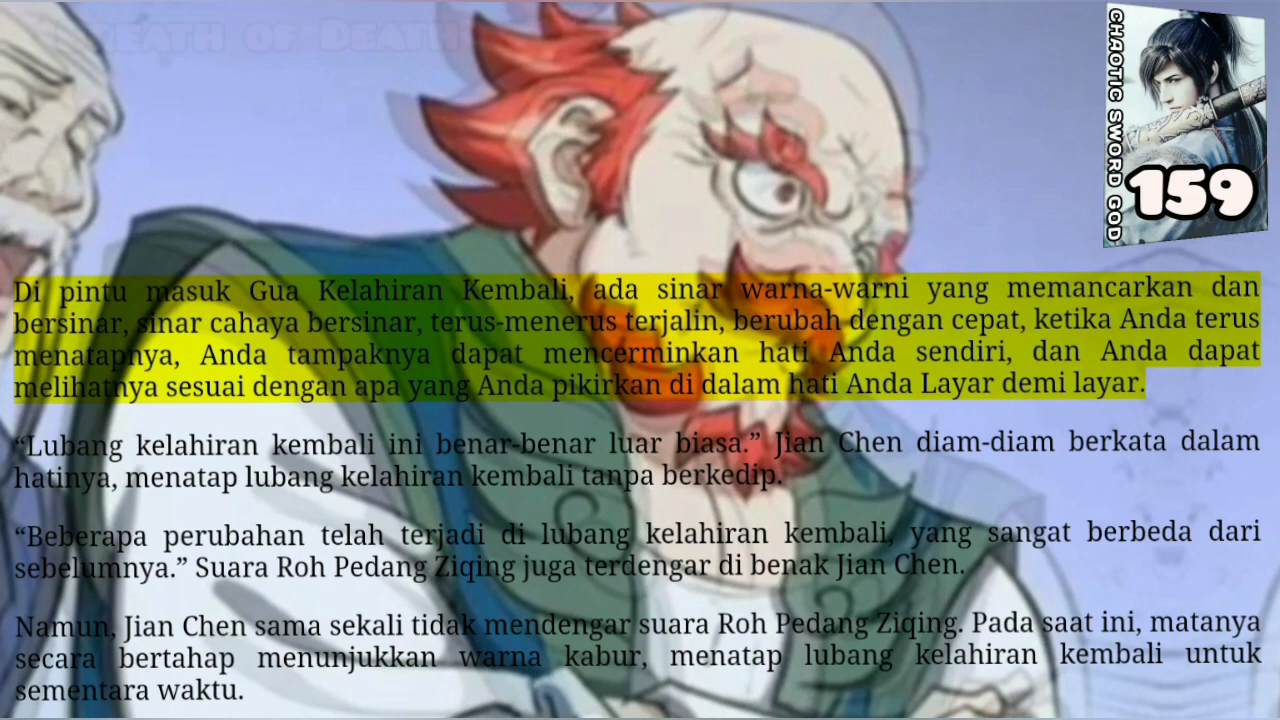 CHAOTIC SWORD GOD
159
Di pintu masuk Gua Kelahiran Kembali, ada sinar warna-warni yang memancarkan dan
bersinar, sinar cahaya bersinar, terus-menerus terjalin, berubah dengan cepat, ketika Anda terus
menatapnya, Anda tampaknya dapat mencerminkan hati Anda sendiri, dan Anda dapat
melihatnya sesuai dengan apa yang Anda pikirkan di dalam hati Anda Layar demi layar.
“Lubang kelahiran kembali ini benar-benar luar biasa.” Jian Chen diam-diam berkata dalam
hatinya, menatap lubang kelahiran kembali tanpa berkedip.
“Beberapa perubahan telah terjadi di lubang kelahiran kembali, yang sangat berbeda dari
sebelumnya.” Suara Roh Pedang Ziqing juga terdengar di benak Jian Chen.
Namun, Jian Chen sama sekali tidak mendengar suara Roh Pedang Ziqing. Pada saat ini, matanya
secara bertahap menunjukkan warna kabur, menatap lubang kelahiran kembali untuk
sementara waktu.